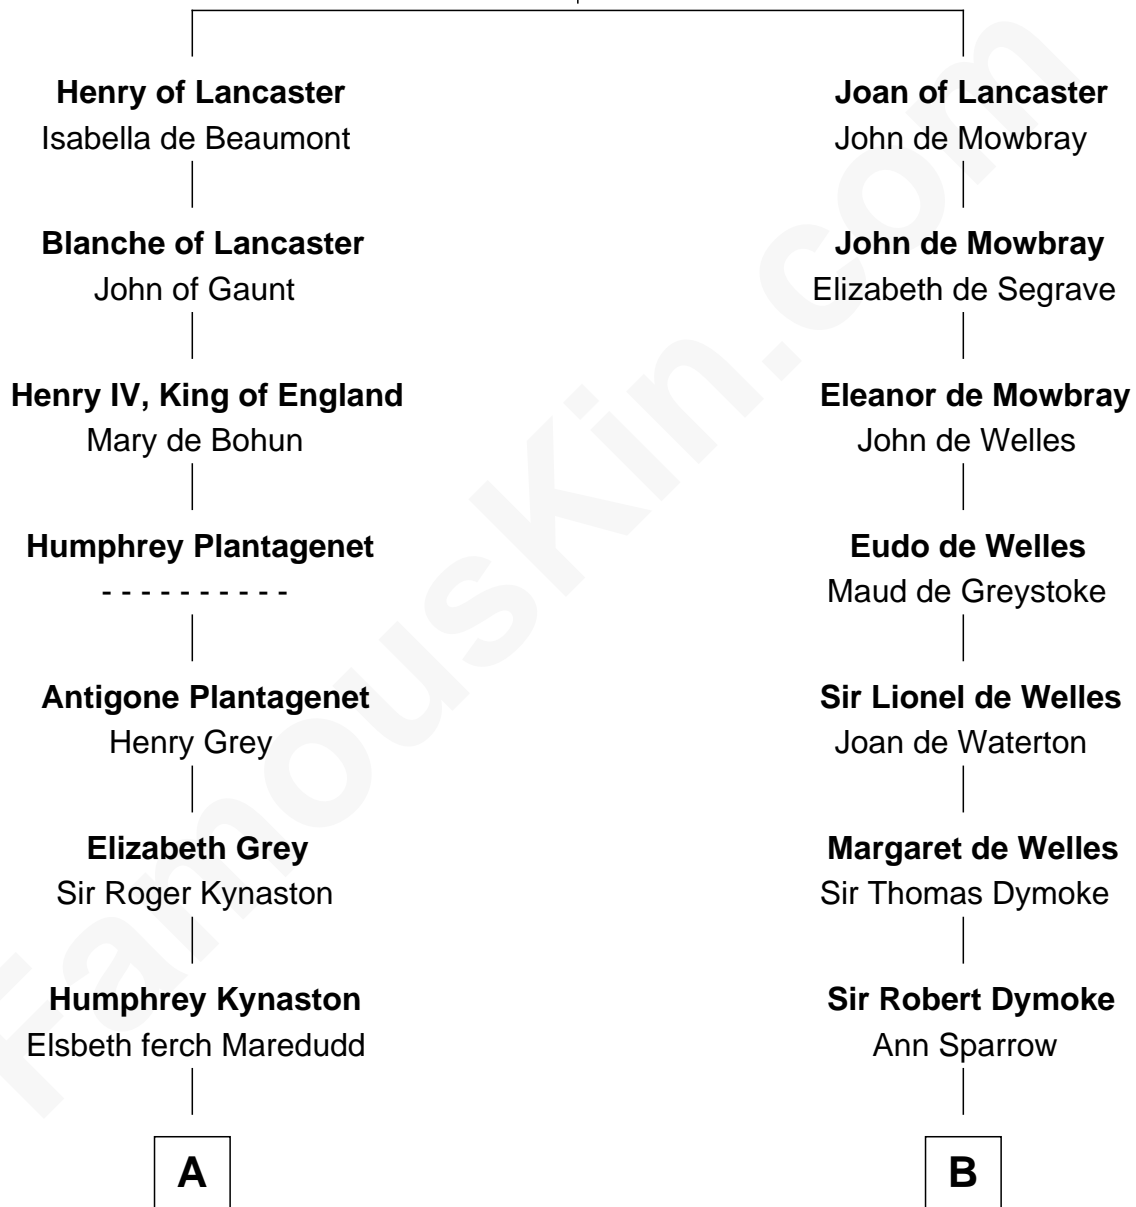 Henry of Lancaster
Isabella de Beaumont
Blanche of Lancaster
John of Gaunt
Henry IV, King of England
Mary de Bohun
Humphrey Plantagenet
- - - - - - - - - -
Antigone Plantagenet
Henry Grey
Elizabeth Grey
Sir Roger Kynaston
Humphrey Kynaston
Elsbeth ferch Maredudd
A
Joan of Lancaster
John de Mowbray
John de Mowbray
Elizabeth de Segrave
Eleanor de Mowbray
John de Welles
Eudo de Welles
Maud de Greystoke
Sir Lionel de Welles
Joan de Waterton
Margaret de Welles
Sir Thomas Dymoke
Sir Robert Dymoke
Ann Sparrow
B
FamousKin.com